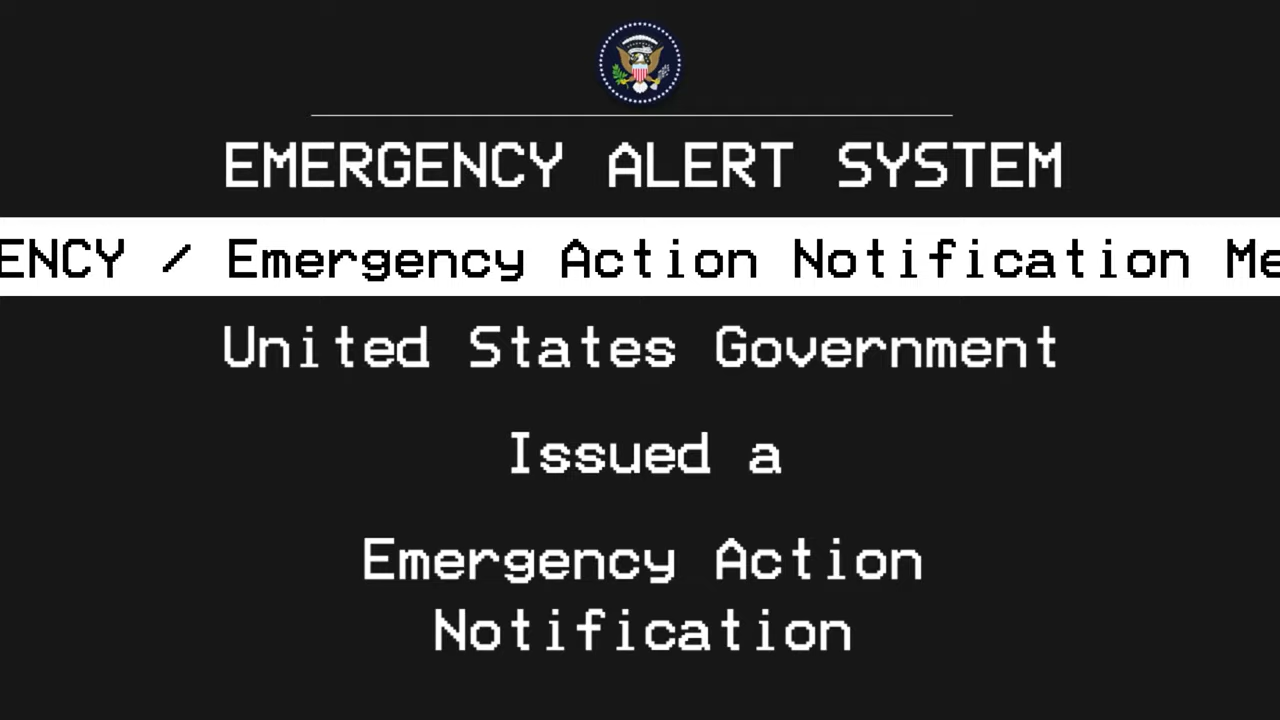 EMERGENCY ALERT SYSTEM
ENCY / Emergency Action Notification Me
United States Government
Issued a
Emergency Action
Notification